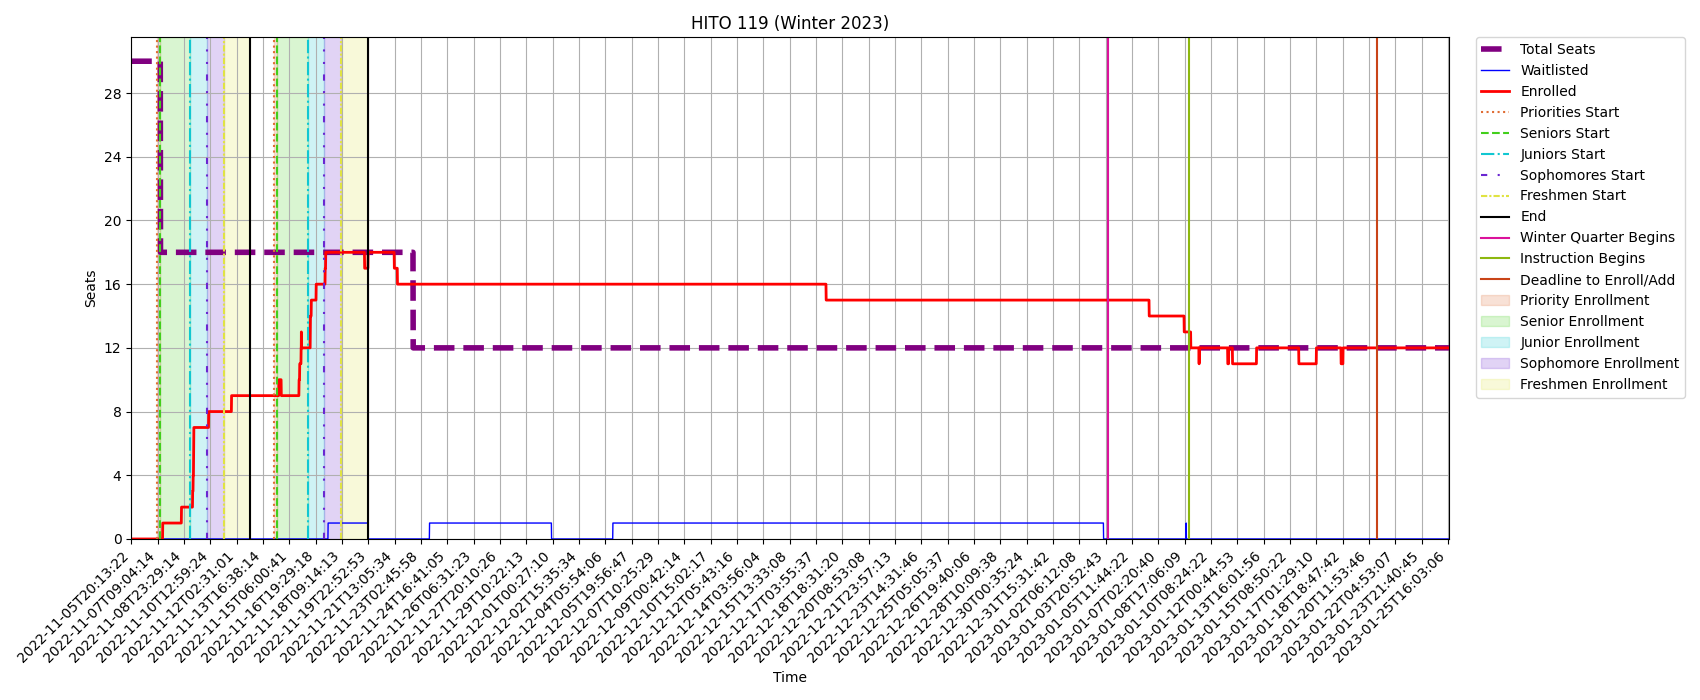 HITO 119 (Winter 2023)
Seats
28
24
20
16
12
8
4
0
2022-11-05T20:13:22
2022-11-07T09:04:14
2022-11-08T23:29:14
2022-11-10T12:59:24
2022-11-12T02:31:01
2022-11-13T16:38:14
2022-11-15T06:00:41
2022-11-16T19:29:18
2022-11-18T09:14:13
2022-11-19T22:52:53
2022-11-21T13:05:34
2022-11-23T02:45:58
2022-11-24T16:41:05
2022-11-26T06:31:23
2022-11-27T20:10:26
2022-11-29T10:22:13
2022-12-01T00:27:10
2022-12-02T15:35:34
2022-12-04T05:54:06
2022-12-05T19:56:47
2022-12-07T10:25:29
2022-12-09T00:42:14
2022-12-10T15:02:17
2022-12-12T05:43:16
2022-12-14T03:56:04
2022-12-15T13:33:08
2022-12-17T03:55:37
2022-12-18T18:31:20
2022-12-20T08:53:08
2022-12-21T23:57:13
2022-12-24T14:31:46
2022-12-25T05:05:37
2022-12-26T19:40:06
2022-12-28T10:09:38
2022-12-30T00:35:24
2022-12-31T15:31:42
2023-01-02T06:12:08
2023-01-03T20:52:43
2023-01-05T11:44:22
2023-01-07T02:20:40
2023-01-08T17:06:09
2023-01-10T08:24:22
2023-01-12T00:44:53
2023-01-13T16:01:56
2023-01-15T08:50:22
2023-01-17T01:29:10
2023-01-18T18:47:42
2023-01-20T11:53:46
2023-01-22T04:53:07
2023-01-23T21:40:45
2023-01-25T16:03:06
Time
Total Seats
Waitlisted
Enrolled
Priorities Start
Seniors Start
Juniors Start
Sophomores Start
Freshmen Start
End
Winter Quarter Begins
Instruction Begins
Deadline to Enroll/Add
Priority Enrollment
Senior Enrollment
Junior Enrollment
Sophomore Enrollment
Freshmen Enrollment